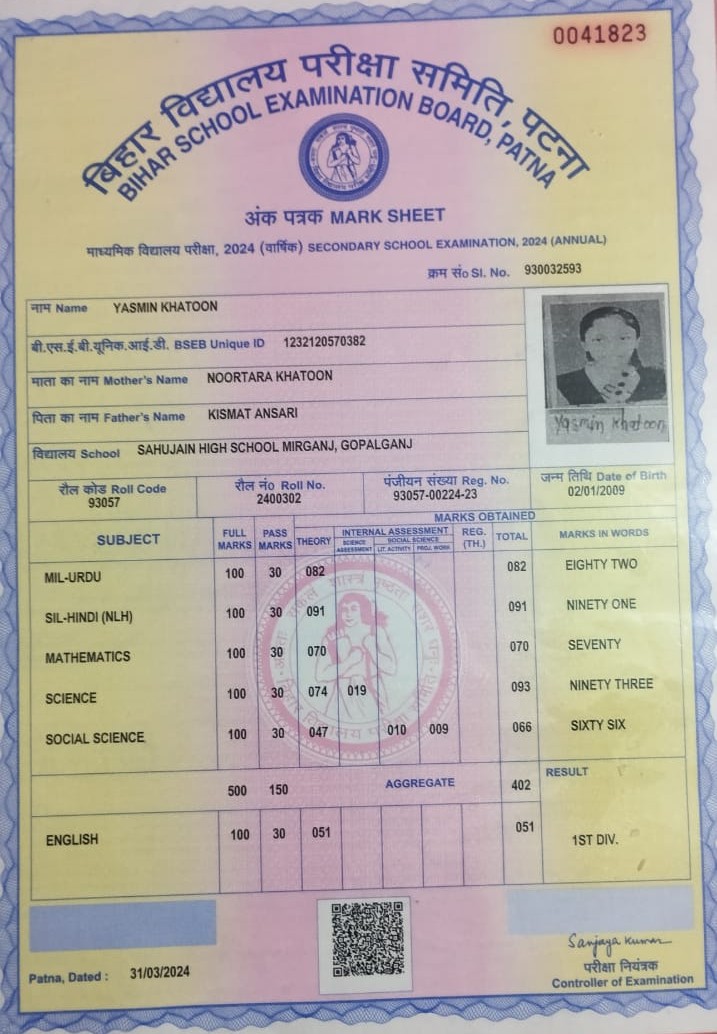 0041823
बिहार विद्यालय परीक्षा समिति, पटना
BIHAR SCHOOL EXAMINATION BOARD, PATNA
अंक पत्रक MARK SHEET
माध्यमिक विद्यालय परीक्षा, 2024 (वार्षिक) SECONDARY SCHOOL EXAMINATION, 2024 (ANNUAL)
क्रम सं० Sl. No. 930032593
नाम Name YASMIN KHATOON
बी.एस.ई.बी.यूनिक.आई.डी. BSEB Unique ID 1232120570382
माता का नाम Mother's Name NOORTARA KHATOON
पिता का नाम Father's Name KISMAT ANSARI
Yasmin Khatoon
विद्यालय School SAHUJAIN HIGH SCHOOL MIRGANJ, GOPALGANJ
रौल कोड Roll Code रौल नं० Roll No. पंजीयन संख्या Reg. No. जन्म तिथि Date of Birth
93057 2400302 93057-00224-23 02/01/2009
MARKS OBTAINED
SUBJECT FULL MARKS PASS MARKS THEORY INTERNAL ASSESSMENT REG. (TH.) TOTAL MARKS IN WORDS
SCIENCE ASSESSMENT SOCIAL SCIENCE
LIT. ACTIVITY PROJ. WORK
MIL-URDU 100 30 082 082 EIGHTY TWO
SIL-HINDI (NLH) 100 30 091 091 NINETY ONE
MATHEMATICS 100 30 070 070 SEVENTY
SCIENCE 100 30 074 019 093 NINETY THREE
SOCIAL SCIENCE 100 30 047 010 009 066 SIXTY SIX
500 150 AGGREGATE 402 RESULT
ENGLISH 100 30 051 051 1ST DIV.
Sanjaya Kumar
परीक्षा नियंत्रक
Patna, Dated : 31/03/2024 Controller of Examination